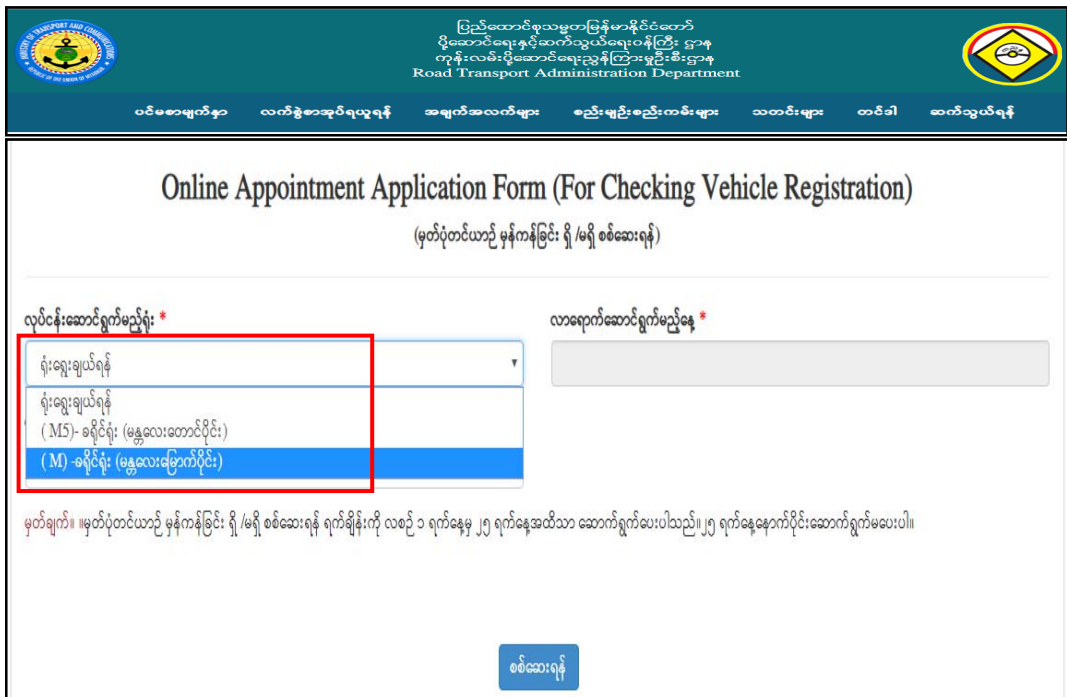 MINISTRY OF TRANSPORT AND COMMUNICATIONS
REPUBLIC OF THE UNION OF MYANMAR
ပြည်ထောင်စုသမ္မတမြန်မာနိုင်ငံတော်
ပို့ဆောင်ရေးနှင့်ဆက်သွယ်ရေးဝန်ကြီး ဌာန
ကုန်းလမ်းပို့ဆောင်ရေးညွှန်ကြားမှုဦးစီးဌာန
Road Transport Administration Department
ပင်မစာမျက်နှာ လက်စွဲစာအုပ်ရယူရန် အချက်အလက်များ စည်းမျဉ်းစည်းကမ်းများ သတင်းများ တင်ဒါ ဆက်သွယ်ရန်
Online Appointment Application Form (For Checking Vehicle Registration)
(မှတ်ပုံတင်ယာဉ် မှန်ကန်ခြင်း ရှိ /မရှိ စစ်ဆေးရန်)
လုပ်ငန်းဆောင်ရွက်မည့်ရုံး * လာရောက်ဆောင်ရွက်မည့်နေ့ *
ရုံးရွေးချယ်ရန်
ရုံးရွေးချယ်ရန်
( M5)- ခရိုင်ရုံး (မန္တလေးတောင်ပိုင်း)
( M) -ခရိုင်ရုံး (မန္တလေးမြောက်ပိုင်း)
မှတ်ချက်။ ။မှတ်ပုံတင်ယာဉ် မှန်ကန်ခြင်း ရှိ /မရှိ စစ်ဆေးရန် ရက်ချိန်းကို လစဉ် ၁ ရက်နေ့မှ ၂၅ ရက်နေ့အထိသာ ဆောက်ရွက်ပေးပါသည်။၂၅ ရက်နေ့နောက်ပိုင်းဆောက်ရွက်မပေးပါ။
စစ်ဆေးရန်